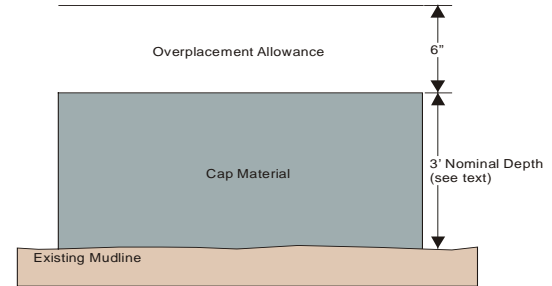 Overplacement Allowance
6"
Cap Material
3' Nominal Depth
(see text)
Existing Mudline